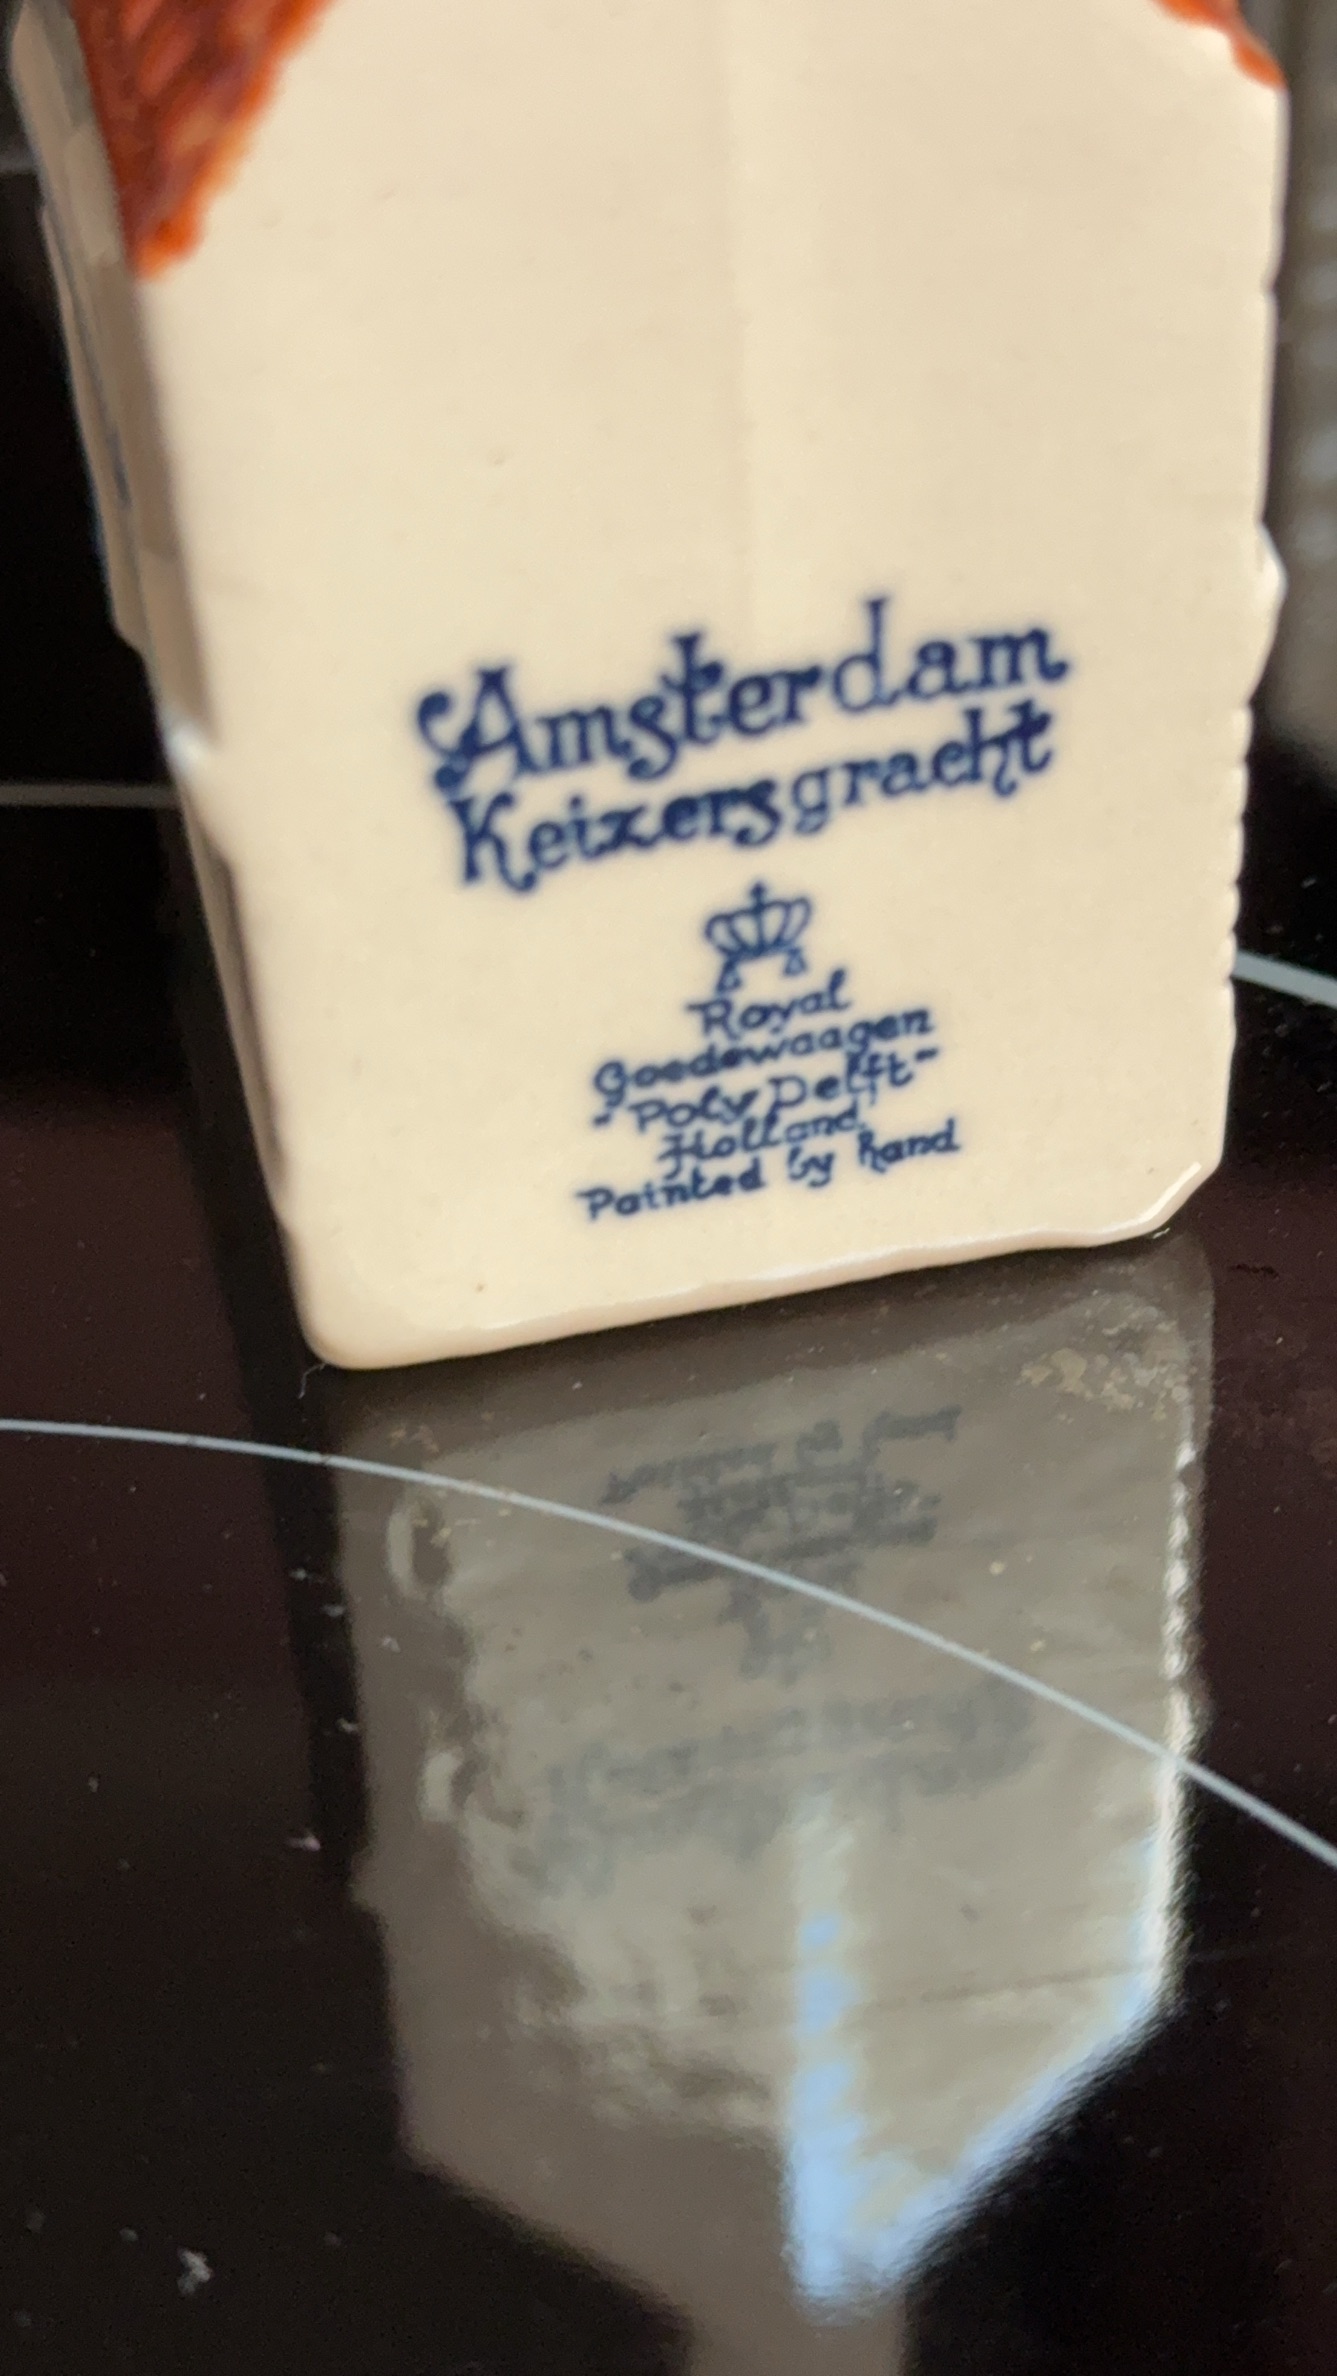 Amsterdam
Keizersgracht
Royal
Goedewaagen
"Poly Delft"
Holland
Painted by hand